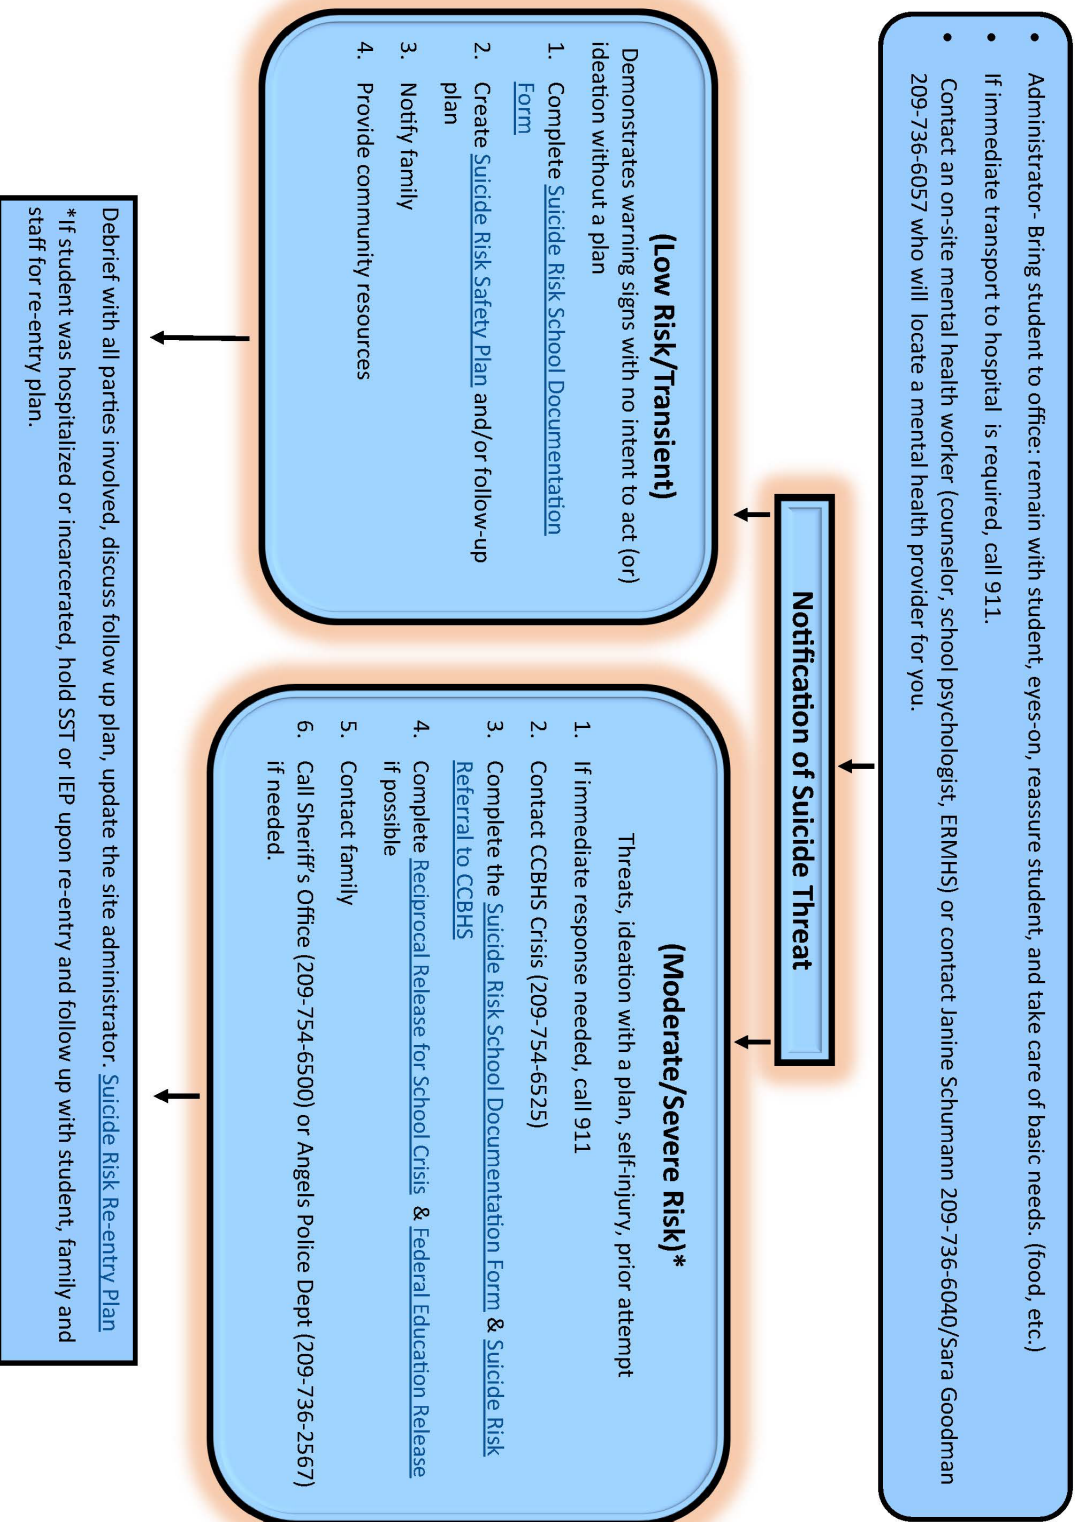 • Administrator- Bring student to office: remain with student, eyes-on, reassure student, and take care of basic needs. (food, etc.)
• If immediate transport to hospital is required, call 911.
• Contact an on-site mental health worker (counselor, school psychologist, ERMHS) or contact Janine Schumann 209-736-6040/Sara Goodman
209-736-6057 who will locate a mental health provider for you.
Notification of Suicide Threat
(Low Risk/Transient)
Demonstrates warning signs with no intent to act (or)
ideation without a plan
1. Complete Suicide Risk School Documentation
Form
2. Create Suicide Risk Safety Plan and/or follow-up
plan
3. Notify family
4. Provide community resources
(Moderate/Severe Risk)*
Threats, ideation with a plan, self-injury, prior attempt
1. If immediate response needed, call 911
2. Contact CCBHS Crisis (209-754-6525)
3. Complete the Suicide Risk School Documentation Form & Suicide Risk
Referral to CCBHS
4. Complete Reciprocal Release for School Crisis & Federal Education Release
if possible
5. Contact family
6. Call Sheriff's Office (209-754-6500) or Angels Police Dept (209-736-2567)
if needed.
Debrief with all parties involved, discuss follow up plan, update the site administrator. Suicide Risk Re-entry Plan
*If student was hospitalized or incarcerated, hold SST or IEP upon re-entry and follow up with student, family and
staff for re-entry plan.